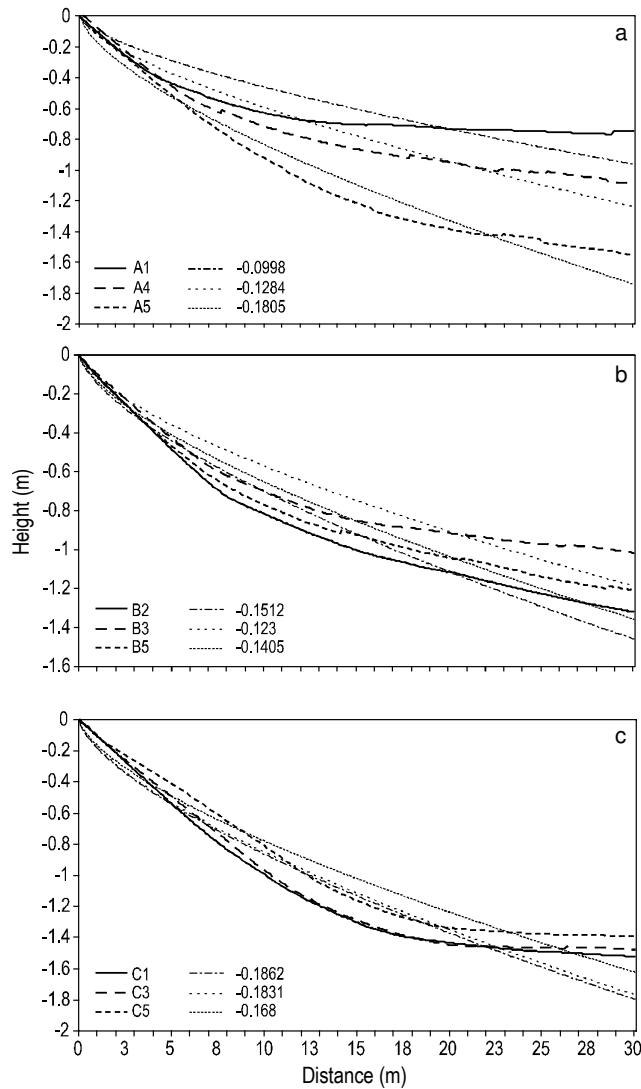 a
0
-0.2
-0.4
-0.6
-0.8
-1
-1.2
-1.4
-1.6
-1.8
-2
A1 -0.0998
A4 -0.1284
A5 -0.1805
b
0
-0.2
-0.4
-0.6
-0.8
-1
-1.2
-1.4
-1.6
B2 -0.1512
B3 -0.123
B5 -0.1405
Height (m)
c
0
-0.2
-0.4
-0.6
-0.8
-1
-1.2
-1.4
-1.6
-1.8
-2
C1 -0.1862
C3 -0.1831
C5 -0.168
0 3 5 8 10 13 15 18 20 23 25 28 30
Distance (m)